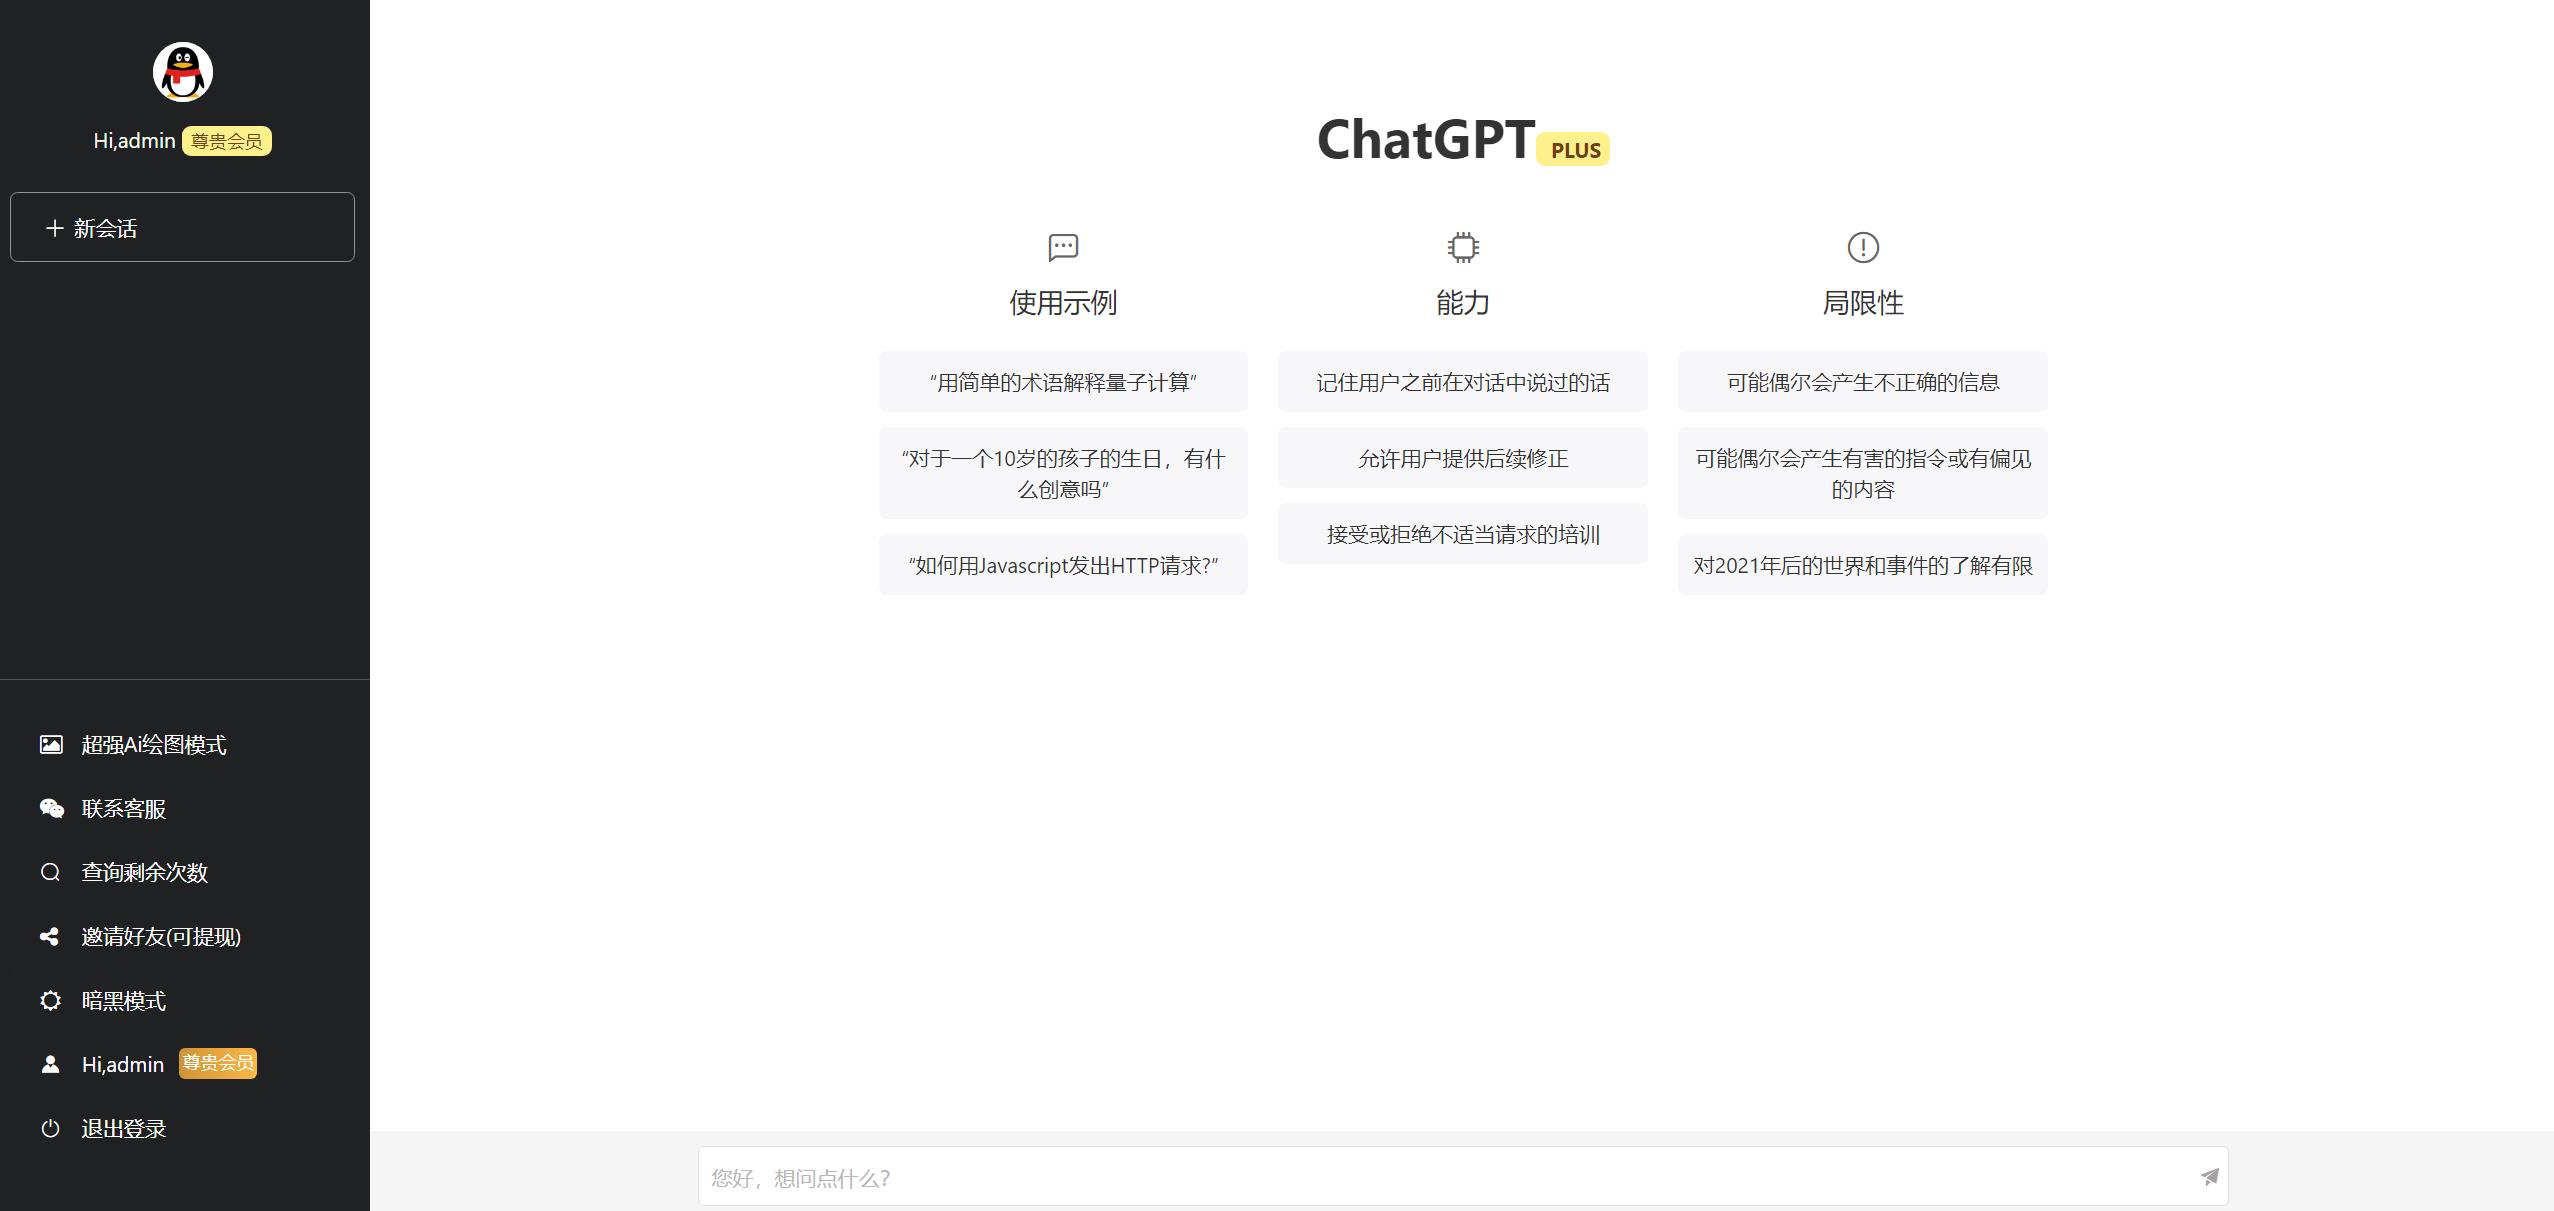 Hi,admin 尊贵会员
新会话
超强Ai绘图模式
联系客服
查询剩余次数
邀请好友(可提现)
暗黑模式
Hi,admin 尊贵会员
退出登录
ChatGPT PLUS
使用示例
“用简单的术语解释量子计算”
“对于一个10岁的孩子的生日，有什
么创意吗”
“如何用Javascript发出HTTP请求?”
能力
记住用户之前在对话中说过的话
允许用户提供后续修正
接受或拒绝不适当请求的培训
局限性
可能偶尔会产生不正确的信息
可能偶尔会产生有害的指令或有偏见
的内容
对2021年后的世界和事件的了解有限
您好，想问点什么？